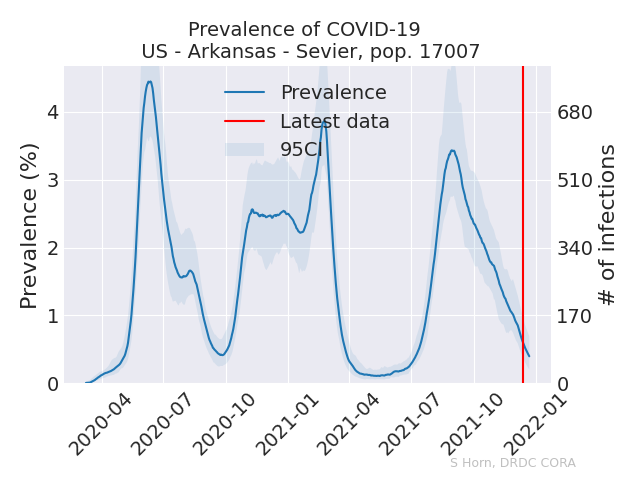 Prevalence of COVID-19
US - Arkansas - Sevier, pop. 17007
Prevalence
Latest data
95CI
Prevalence (%)
4
3
2
1
0
680
510
340
170
0
# of infections
2020-04
2020-07
2020-10
2021-01
2021-04
2021-07
2021-10
2022-01
S Horn, DRDC CORA